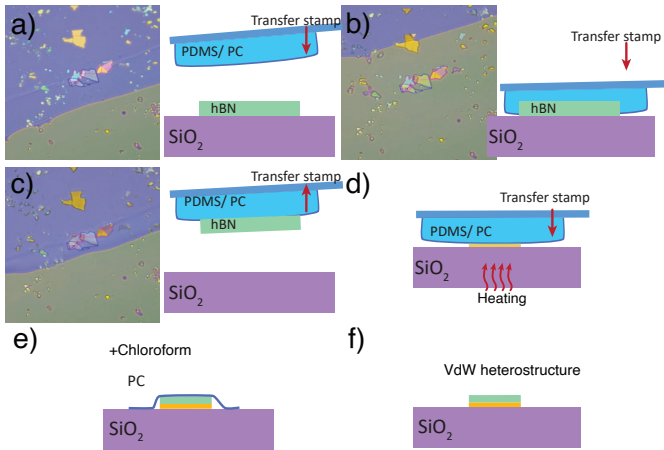 a)
Transfer stamp
PDMS/ PC
hBN
SiO2
b)
Transfer stamp
hBN
SiO2
c)
Transfer stamp
PDMS/ PC
hBN
SiO2
d)
Transfer stamp
PDMS/ PC
SiO2
Heating
e)
+Chloroform
PC
SiO2
f)
VdW heterostructure
SiO2